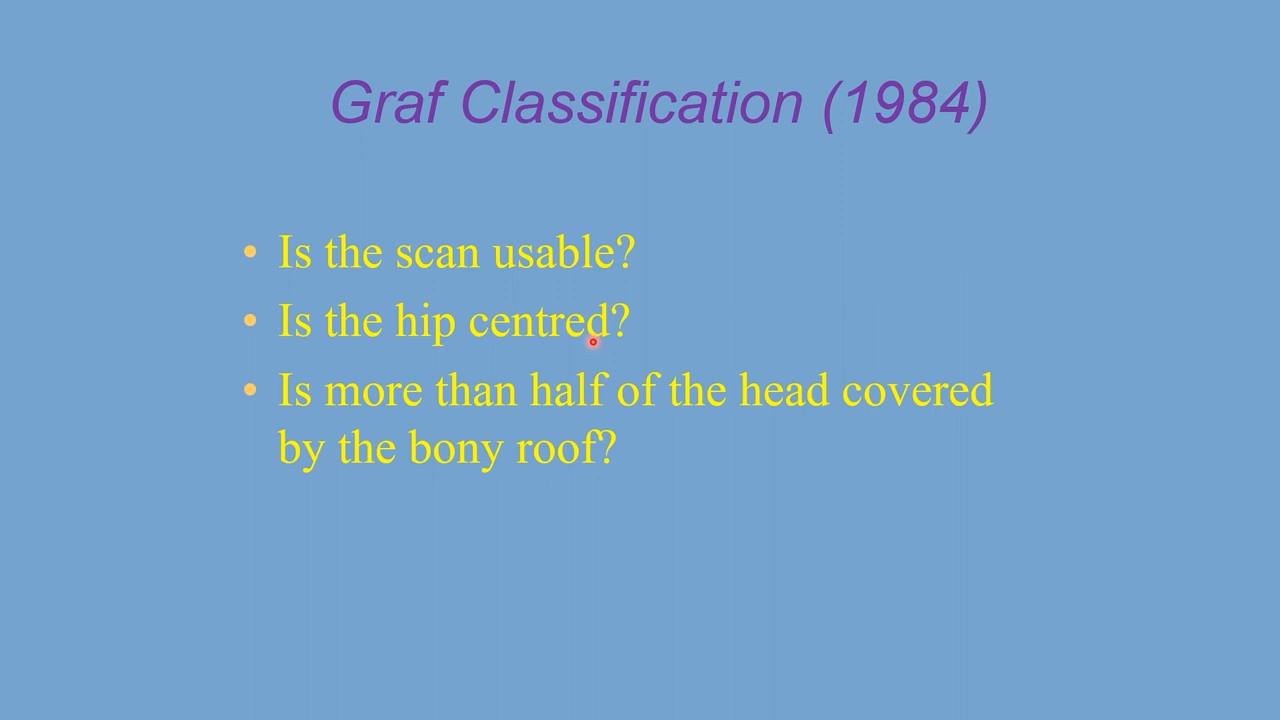 Graf Classification (1984)
• Is the scan usable?
• Is the hip centred?
• Is more than half of the head covered
by the bony roof?